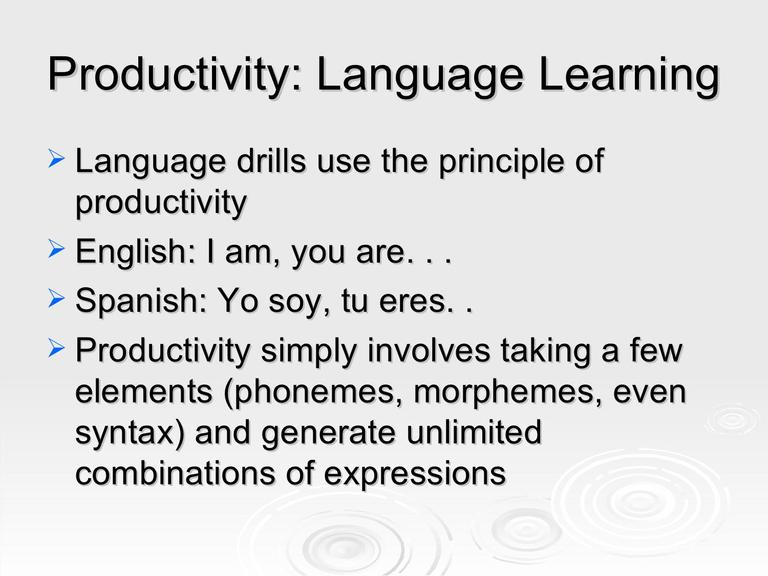 Productivity: Language Learning
Language drills use the principle of
productivity
English: I am, you are. . .
Spanish: Yo soy, tu eres. .
Productivity simply involves taking a few
elements (phonemes, morphemes, even
syntax) and generate unlimited
combinations of expressions